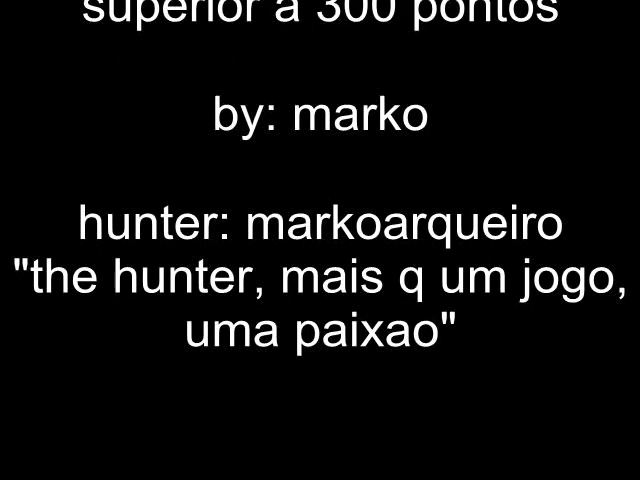 superior a 300 pontos
by: marko
hunter: markoarqueiro
"the hunter, mais q um jogo,
uma paixao"